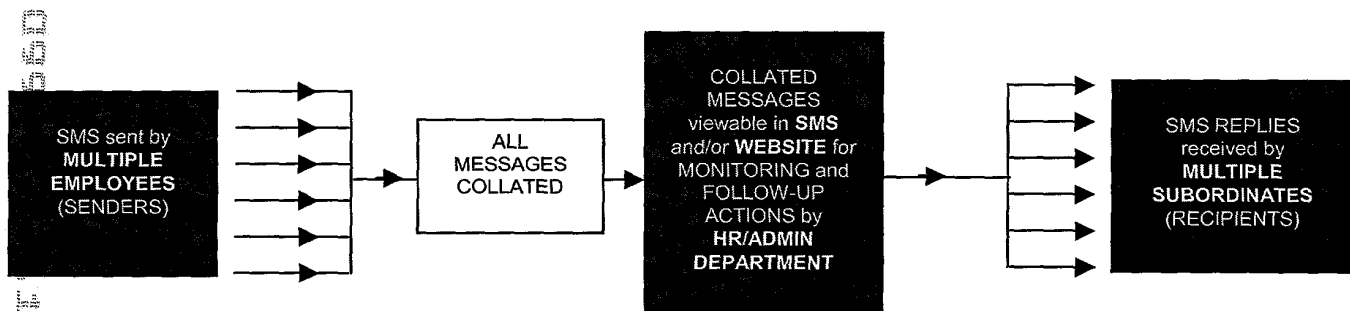 SMS sent by
MULTIPLE
EMPLOYEES
(SENDERS)
ALL
MESSAGES
COLLATED
COLLATED
MESSAGES
viewable in SMS
and/or WEBSITE for
MONITORING and
FOLLOW-UP
ACTIONS by
HR/ADMIN
DEPARTMENT
SMS REPLIES
received by
MULTIPLE
SUBORDINATES
(RECIPIENTS)